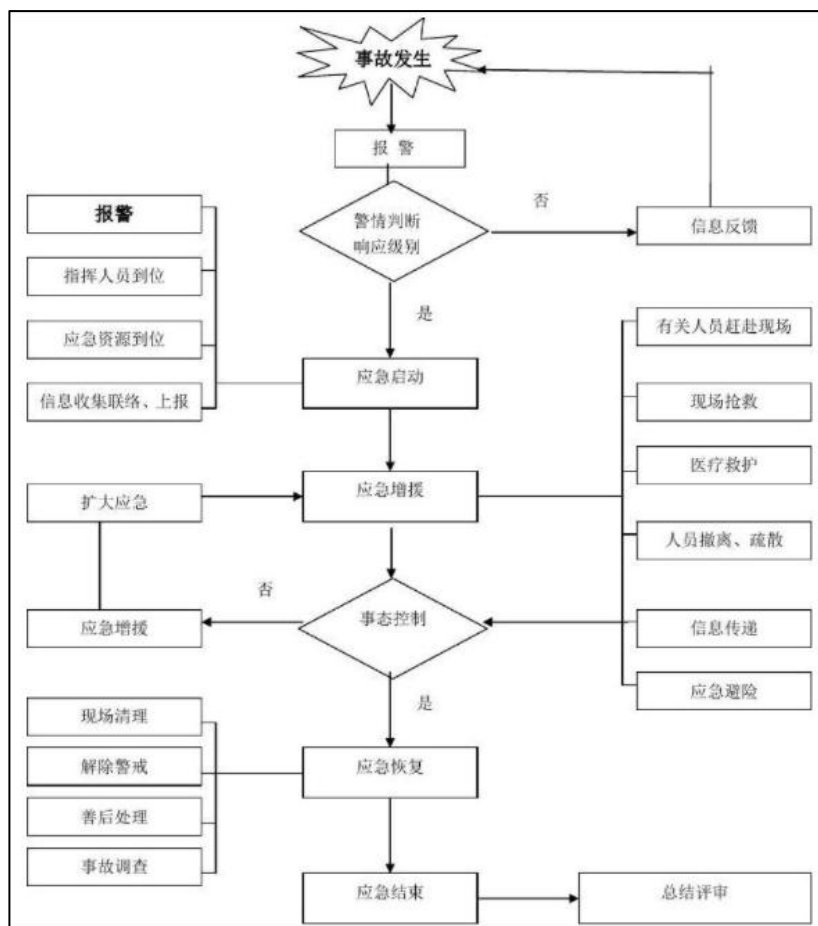 事故发生
报 警
报警
警情判断
响应级别
否
信息反馈
指挥人员到位
是
应急资源到位
有关人员赶赴现场
应急启动
信息收集联络、上报
现场抢救
医疗救护
扩大应急
应急增援
人员撤离、疏散
否
事态控制
应急增援
信息传递
应急避险
是
现场清理
解除警戒
应急恢复
善后处理
事故调查
应急结束
总结评审